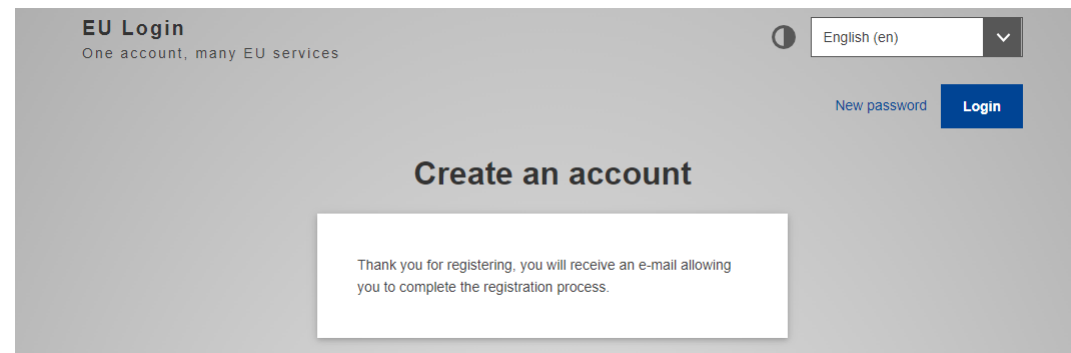 EU Login
One account, many EU services
English (en)
New password
Login
Create an account
Thank you for registering, you will receive an e-mail allowing
you to complete the registration process.